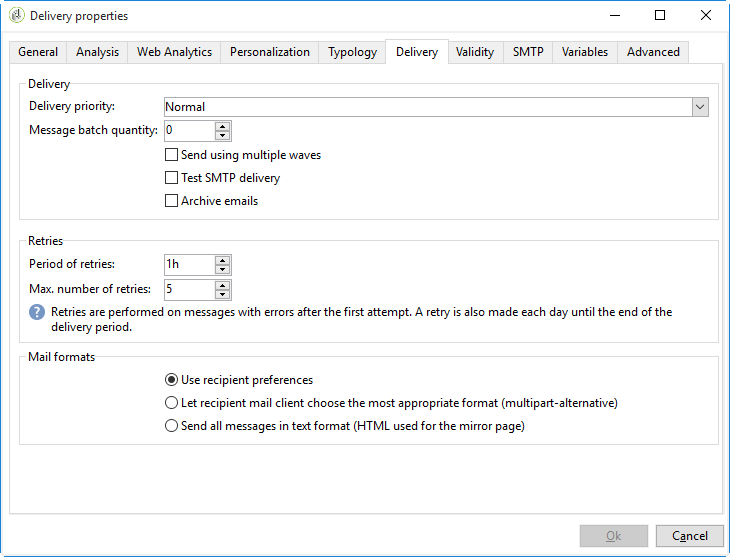 Delivery properties
General Analysis Web Analytics Personalization Typology Delivery Validity SMTP Variables Advanced
Delivery
Delivery priority: Normal
Message batch quantity: 0
Send using multiple waves
Test SMTP delivery
Archive emails
Retries
Period of retries: 1h
Max. number of retries: 5
? Retries are performed on messages with errors after the first attempt. A retry is also made each day until the end of the
delivery period.
Mail formats
Use recipient preferences
Let recipient mail client choose the most appropriate format (multipart-alternative)
Send all messages in text format (HTML used for the mirror page)
Ok Cancel